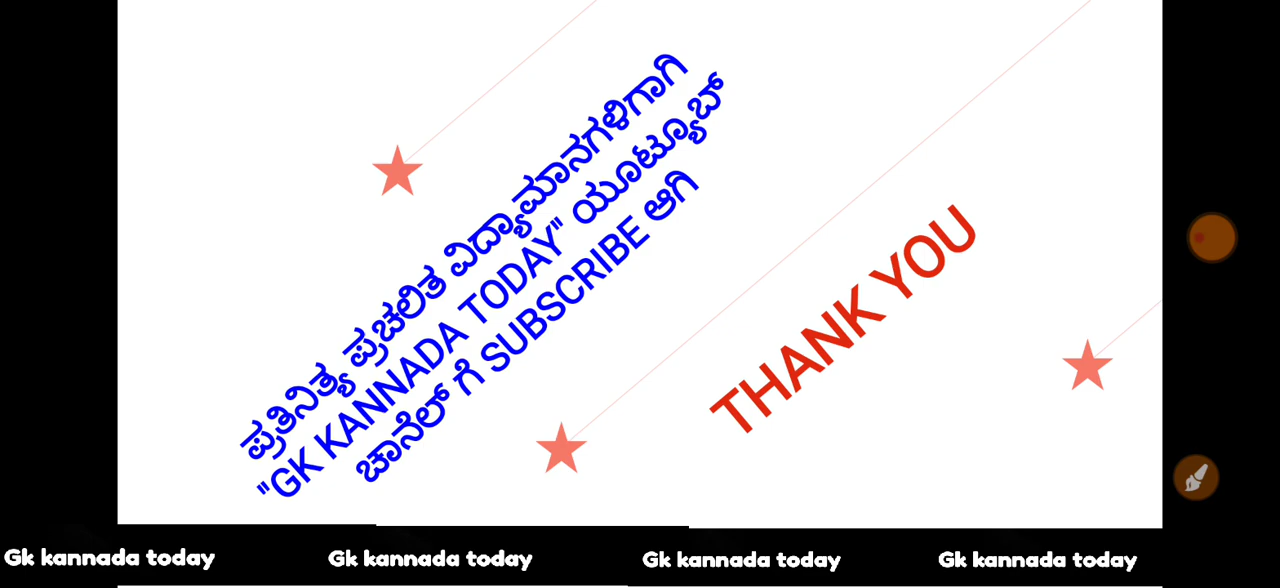 ಪ್ರತಿನಿತ್ಯ ಪ್ರಚಲಿತ ವಿದ್ಯಾಮಾನಗಳಿಗಾಗಿ
"GK KANNADA TODAY" ಯೂಟ್ಯೂಬ್
ಚಾನೆಲ್ ಗೆ SUBSCRIBE ಆಗಿ
THANK YOU
Gk kannada today Gk kannada today Gk kannada today Gk kannada today